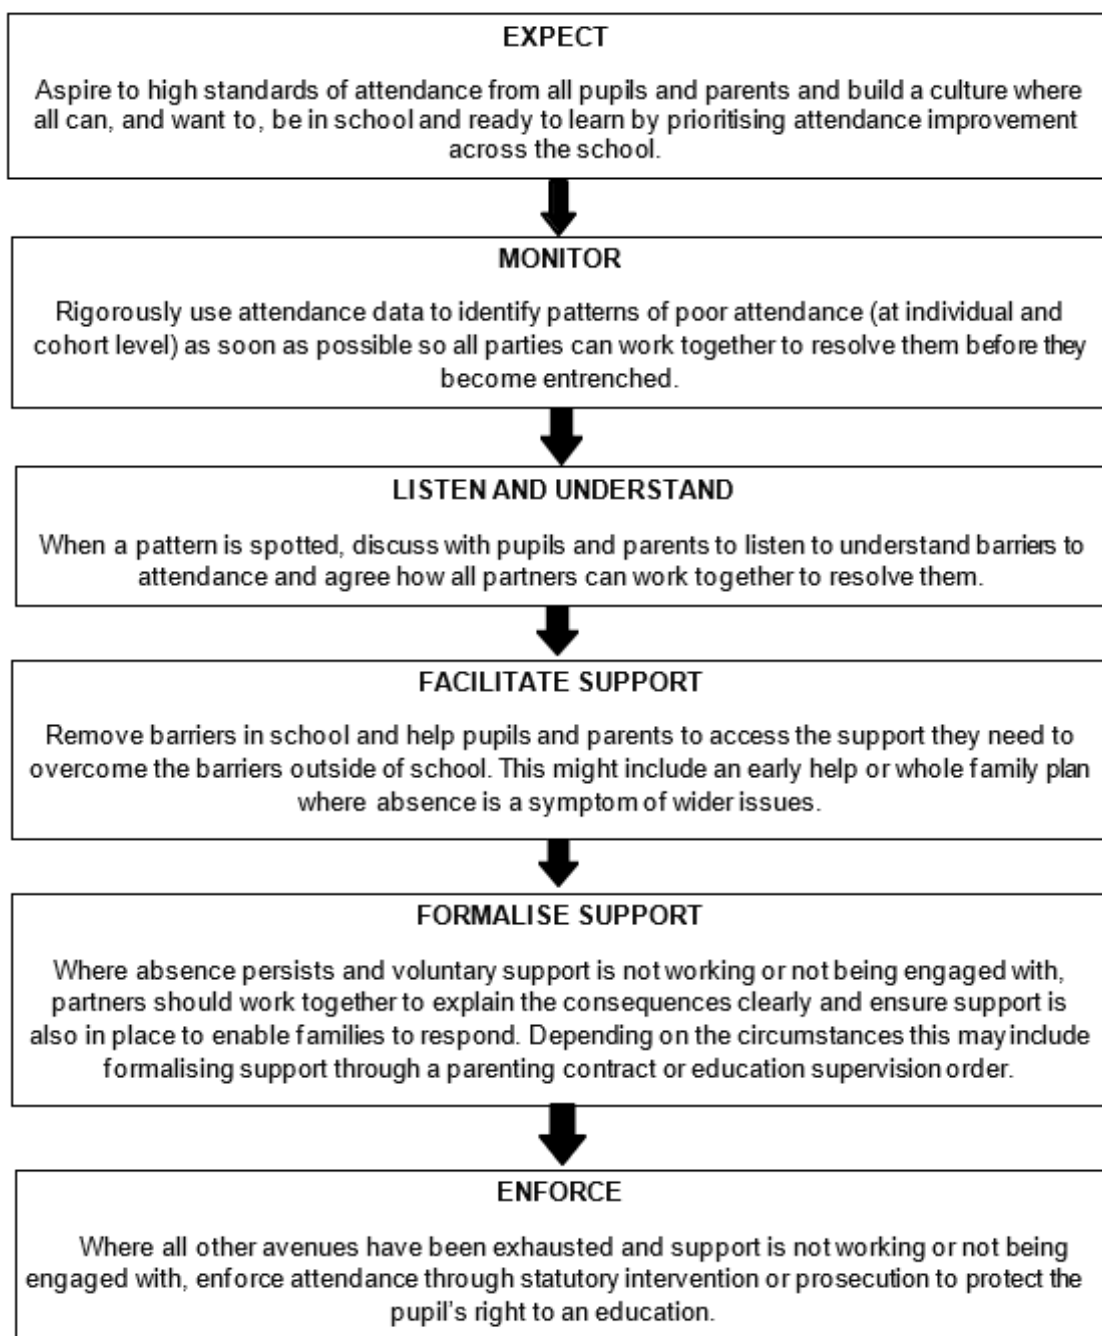 EXPECT
Aspire to high standards of attendance from all pupils and parents and build a culture where
all can, and want to, be in school and ready to learn by prioritising attendance improvement
across the school.
MONITOR
Rigorously use attendance data to identify patterns of poor attendance (at individual and
cohort level) as soon as possible so all parties can work together to resolve them before they
become entrenched.
LISTEN AND UNDERSTAND
When a pattern is spotted, discuss with pupils and parents to listen to understand barriers to
attendance and agree how all partners can work together to resolve them.
FACILITATE SUPPORT
Remove barriers in school and help pupils and parents to access the support they need to
overcome the barriers outside of school. This might include an early help or whole family plan
where absence is a symptom of wider issues.
FORMALISE SUPPORT
Where absence persists and voluntary support is not working or not being engaged with,
partners should work together to explain the consequences clearly and ensure support is
also in place to enable families to respond. Depending on the circumstances this may include
formalising support through a parenting contract or education supervision order.
ENFORCE
Where all other avenues have been exhausted and support is not working or not being
engaged with, enforce attendance through statutory intervention or prosecution to protect the
pupil's right to an education.